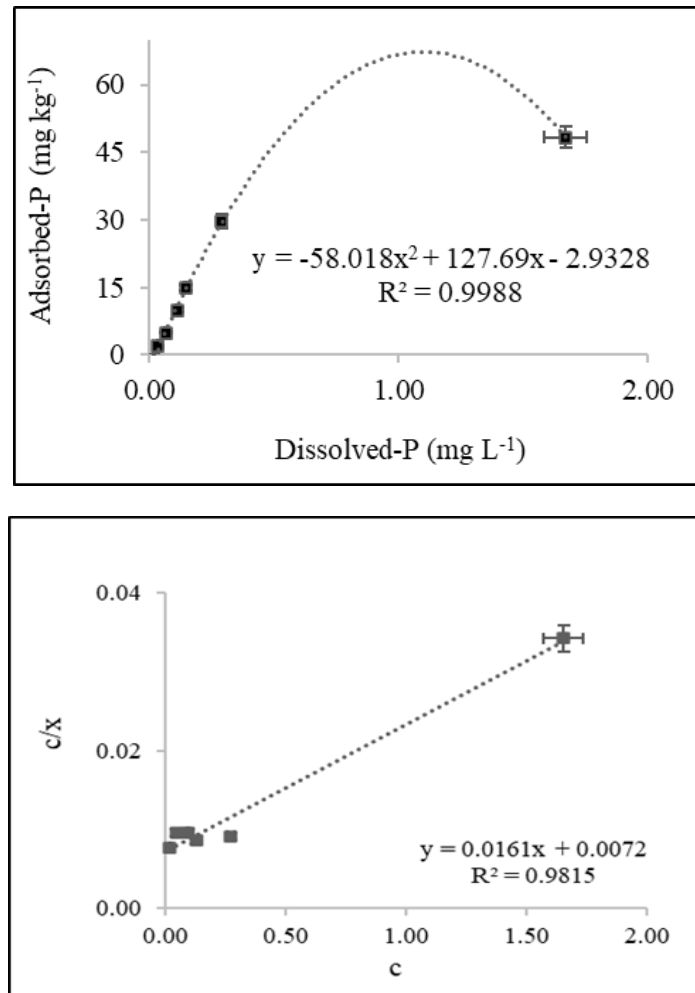 60
45
30
15
0
Adsorbed-P (mg kg⁻¹)
y = -58.018x² + 127.69x - 2.9328
R² = 0.9988
0.00 1.00 2.00
Dissolved-P (mg L⁻¹)
0.04
0.02
0.00
c/x
y = 0.0161x + 0.0072
R² = 0.9815
0.00 0.50 1.00 1.50 2.00
c